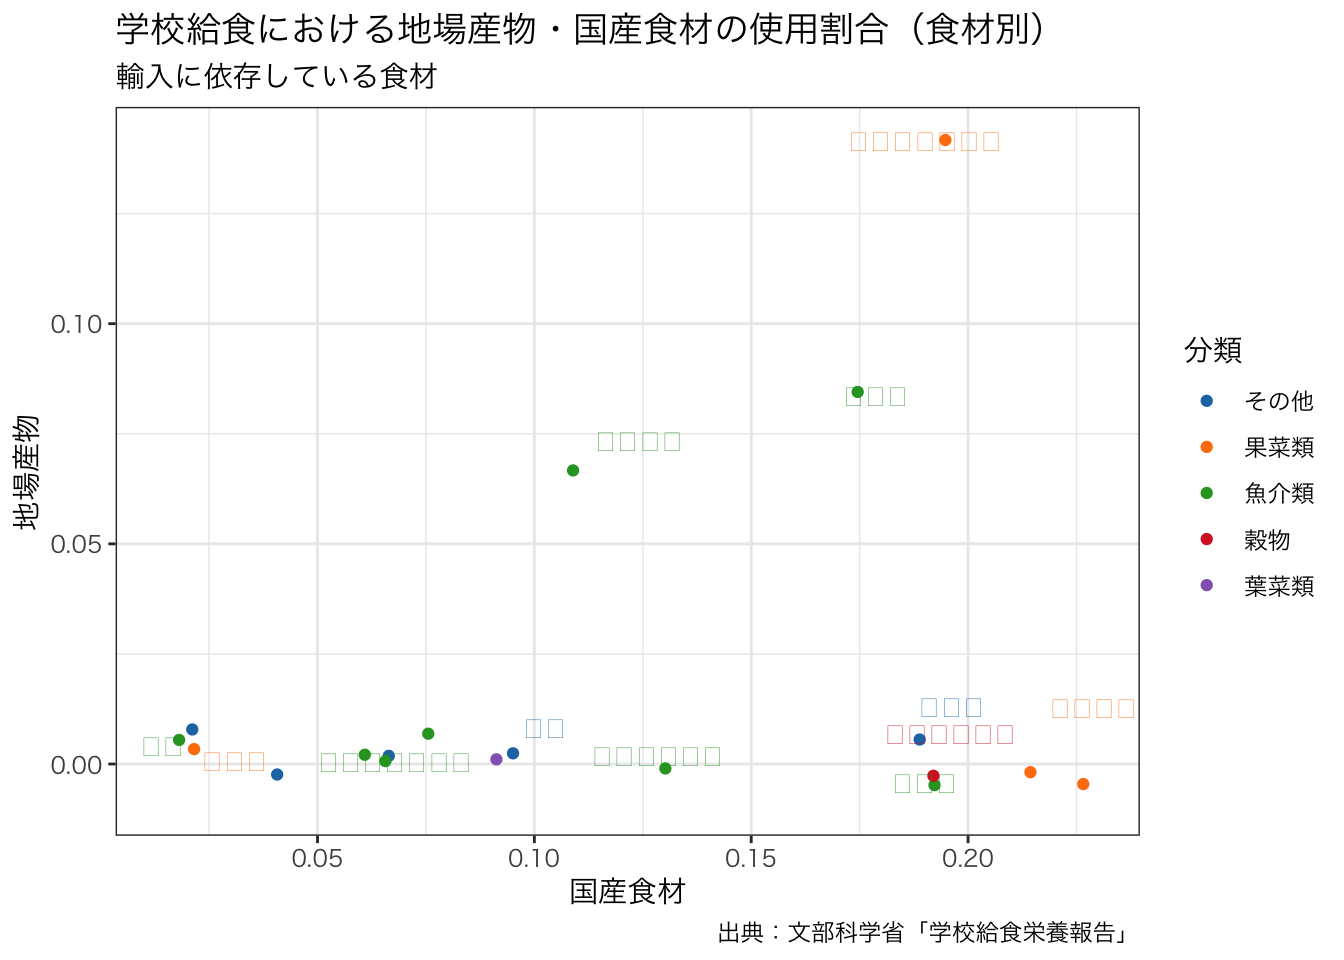 学校給食における地場産物・国産食材の使用割合（食材別）
輸入に依存している食材
地場産物
0.10
0.05
0.00
0.05
0.10
0.15
0.20
国産食材
分類
その他
果菜類
魚介類
穀物
葉菜類
出典：文部科学省「学校給食栄養報告」